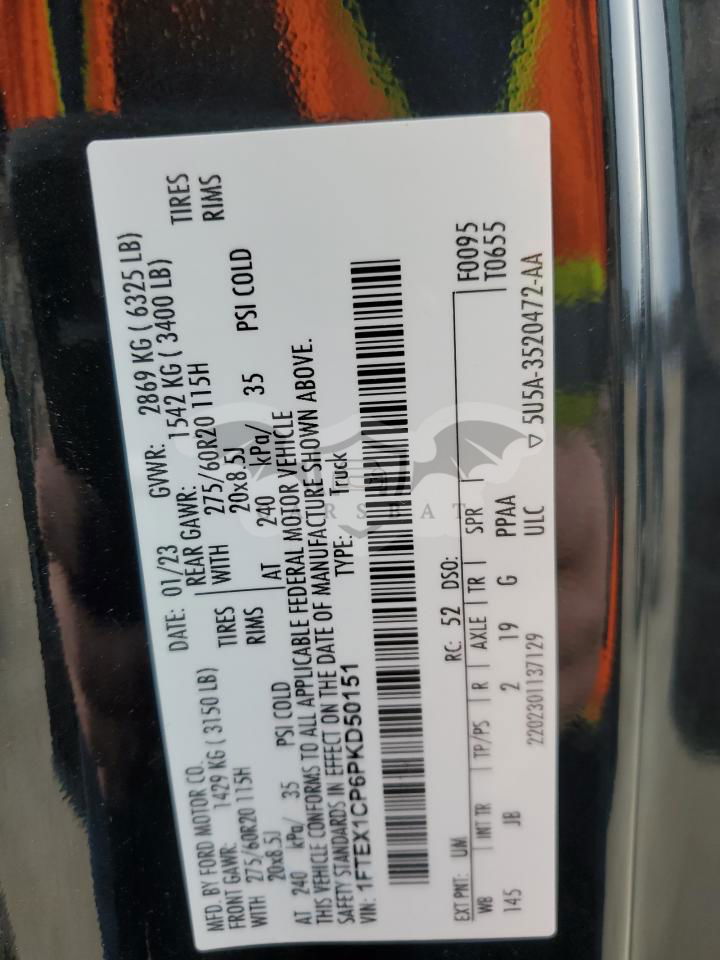 MFD. BY FORD MOTOR CO. DATE: 01/23 GVWR: 2869 KG ( 6325 LB)
FRONT GAWR: 1429 KG ( 3150 LB) REAR GAWR: 1542 KG ( 3400 LB)
WITH 275/60R20 115H TIRES WITH 275/60R20 115H TIRES
20x8.5J RIMS 20x8.5J RIMS
AT 240 kPa/ 35 PSI COLD AT 240 kPa/ 35 PSI COLD
THIS VEHICLE CONFORMS TO ALL APPLICABLE FEDERAL MOTOR VEHICLE
SAFETY STANDARDS IN EFFECT ON THE DATE OF MANUFACTURE SHOWN ABOVE.
VIN: 1FTEX1CP6PKD50151 TYPE: Truck
F0095
T0655
EXT PNT: UM RC: 52 DSO:
WB INT TR TP/PS R AXLE TR SPR
145 JB 2 19 G PPAA
2202301137129 ULC
▽ 5U5A-3520472-AA